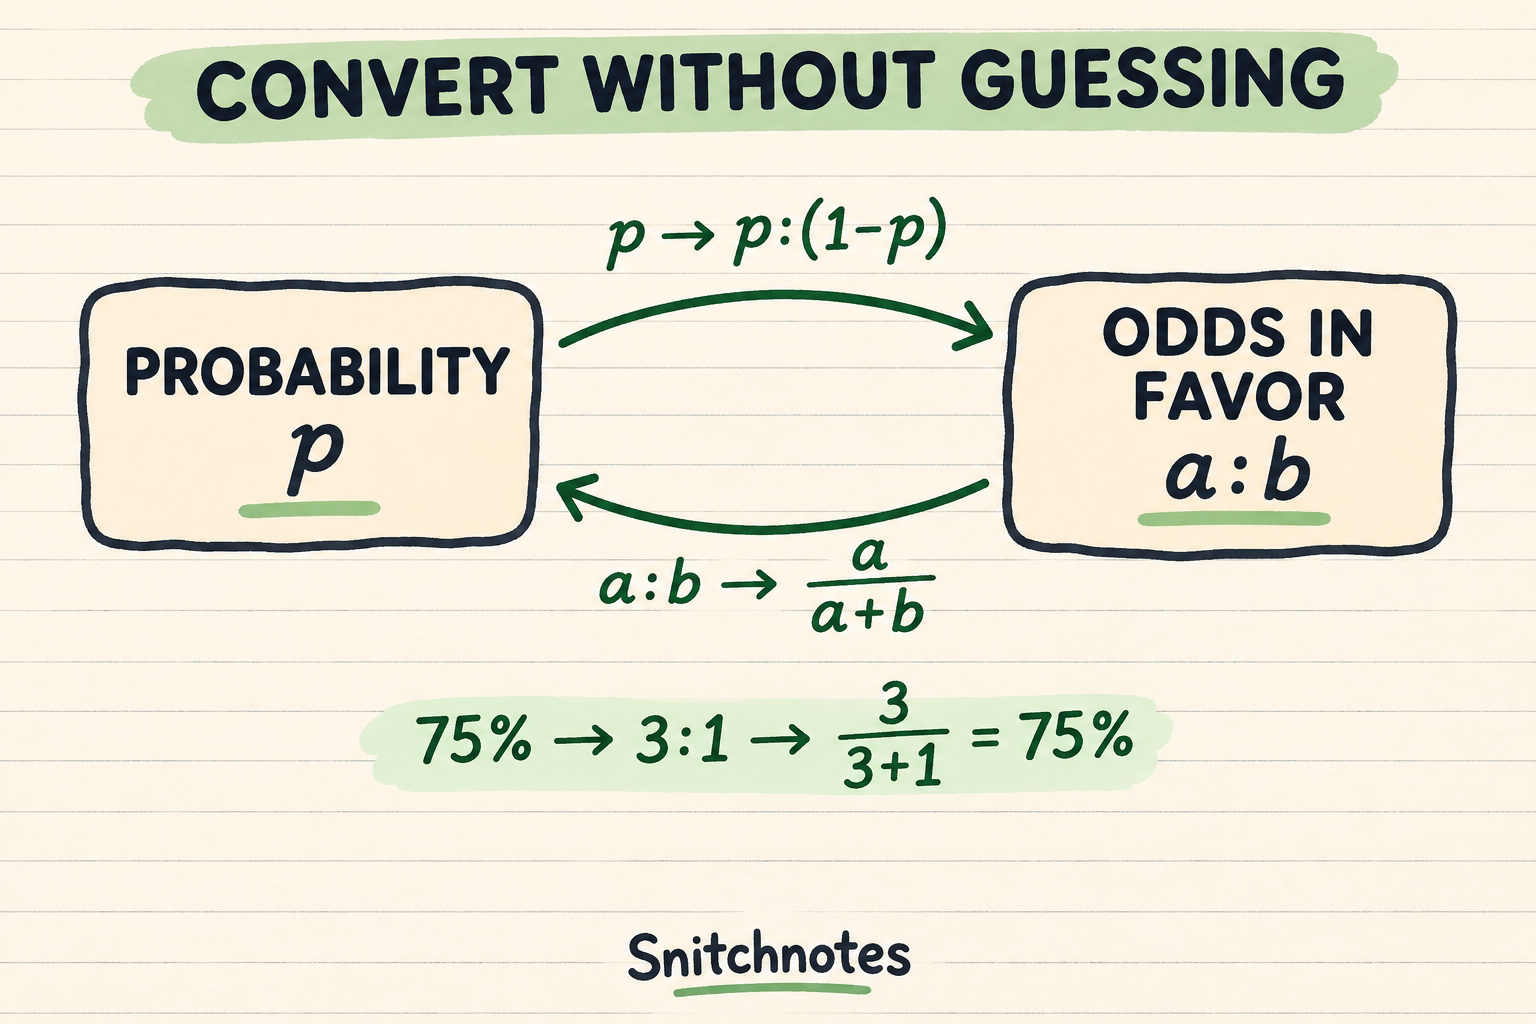 CONVERT WITHOUT GUESSING
p → p:(1-p)
PROBABILITY
p
ODDS IN
FAVOR
a:b
a:b → a/(a+b)
75% → 3:1 → 3/(3+1) = 75%
Snitchnotes